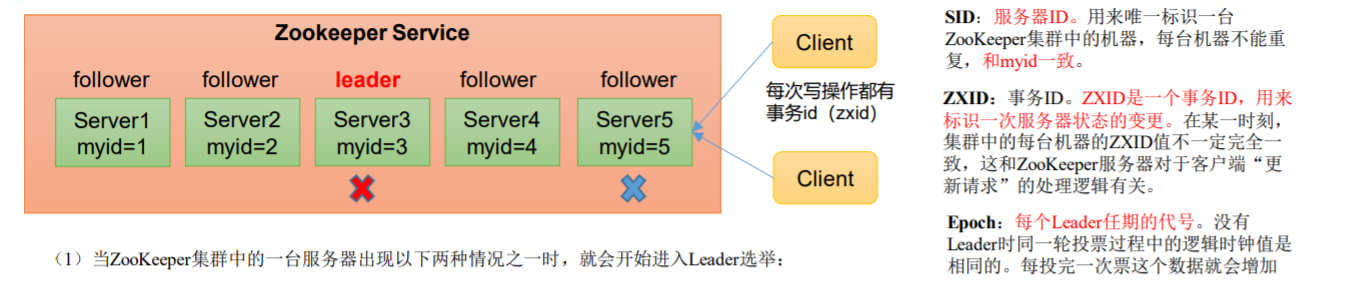 Zookeeper Service
follower
follower
leader
follower
follower
Server1
myid=1
Server2
myid=2
Server3
myid=3
Server4
myid=4
Server5
myid=5
Client
每次写操作都有
事务id（zxid）
Client
（1）当ZooKeeper集群中的一台服务器出现以下两种情况之一时，就会开始进入Leader选举：
SID：服务器ID。用来唯一标识一台
ZooKeeper集群中的机器，每台机器不能重
复，和myid一致。
ZXID：事务ID。ZXID是一个事务ID，用来
标识一次服务器状态的变更。在某一时刻，
集群中的每台机器的ZXID值不一定完全一
致，这和ZooKeeper服务器对于客户端“更
新请求”的处理逻辑有关。
Epoch：每个Leader任期的代号。没有
Leader时同一轮投票过程中的逻辑时钟值是
相同的。每投完一次票这个数据就会增加